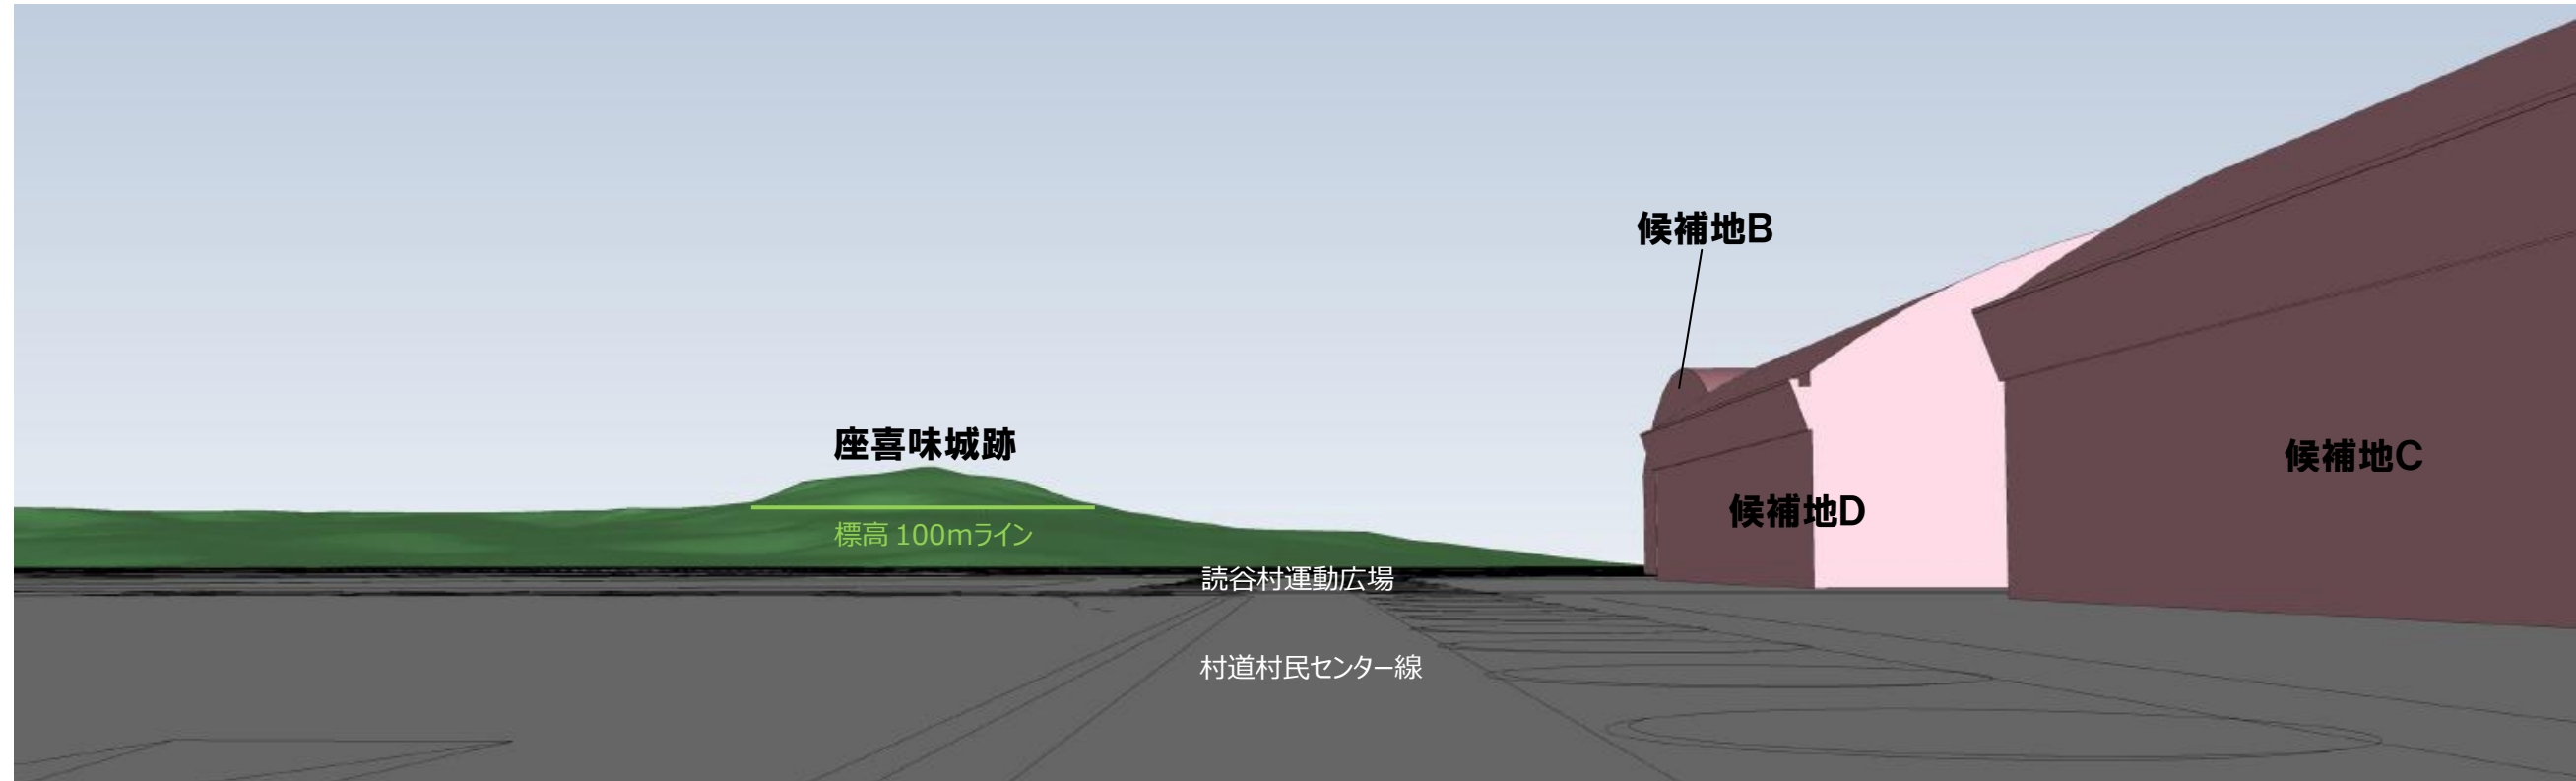 候補地B
座喜味城跡
候補地C
候補地D
標高100mライン
読谷村運動広場
村道村民センター線